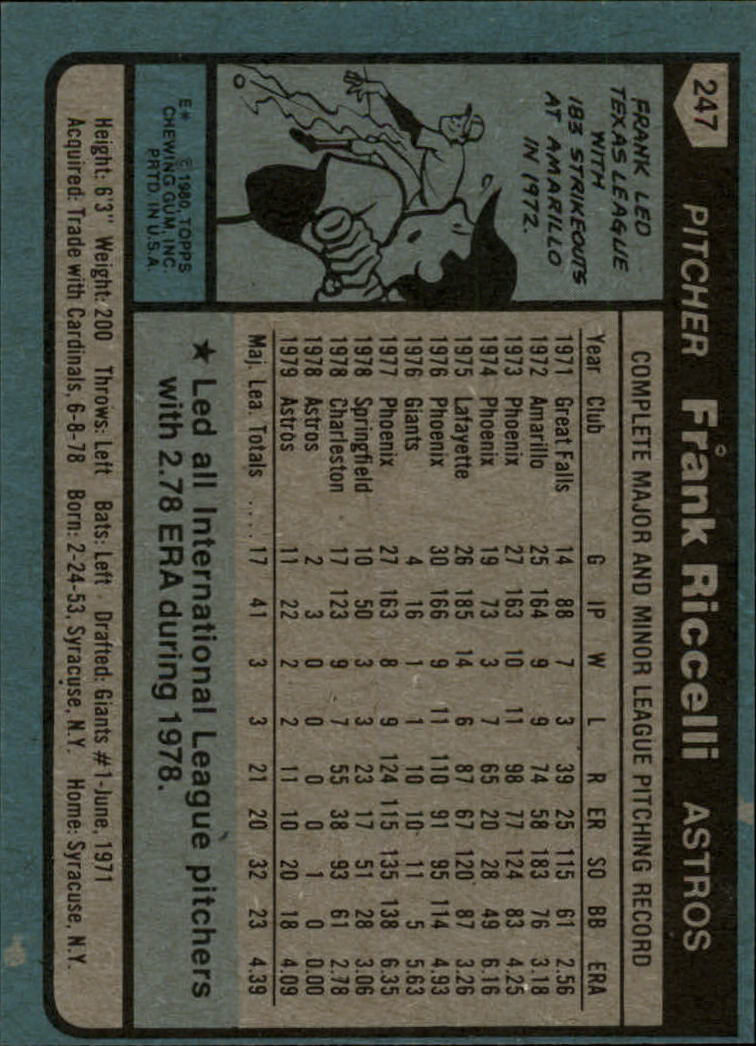 247 PITCHER Frank Riccelli ASTROS
FRANK LED
TEXAS LEAGUE
WITH
183 STRIKEOUTS
AT AMARILLO
IN 1972.
E* © 1980, TOPPS
CHEWING GUM, INC.
PRTD. IN U.S.A.
COMPLETE MAJOR AND MINOR LEAGUE PITCHING RECORD
Year Club G IP W L R ER SO BB ERA
1971 Great Falls 14 88 7 3 39 25 115 61 2.56
1972 Amarillo 25 164 9 9 74 58 183 76 3.18
1973 Phoenix 27 163 10 11 98 77 124 83 4.25
1974 Phoenix 19 73 3 7 65 20 28 49 6.16
1975 Lafayette 26 185 14 6 87 67 120 87 3.26
1976 Phoenix 30 166 9 11 110 91 95 114 4.93
1976 Giants 4 16 1 1 10 10 11 5 5.63
1977 Phoenix 27 163 8 9 124 115 135 138 6.35
1978 Springfield 10 50 3 3 23 17 51 28 3.06
1978 Charleston 17 123 9 7 55 38 93 61 2.78
1978 Astros 2 3 0 0 0 0 1 0 0.00
1979 Astros 11 22 2 2 11 10 20 18 4.09
Maj. Lea. Totals .... 17 41 3 3 21 20 32 23 4.39
★ Led all International League pitchers
with 2.78 ERA during 1978.
Height: 6'3" Weight: 200 Throws: Left Bats: Left Drafted: Giants #1-June, 1971
Acquired: Trade with Cardinals, 6-8-78 Born: 2-24-53, Syracuse, N.Y. Home: Syracuse, N.Y.